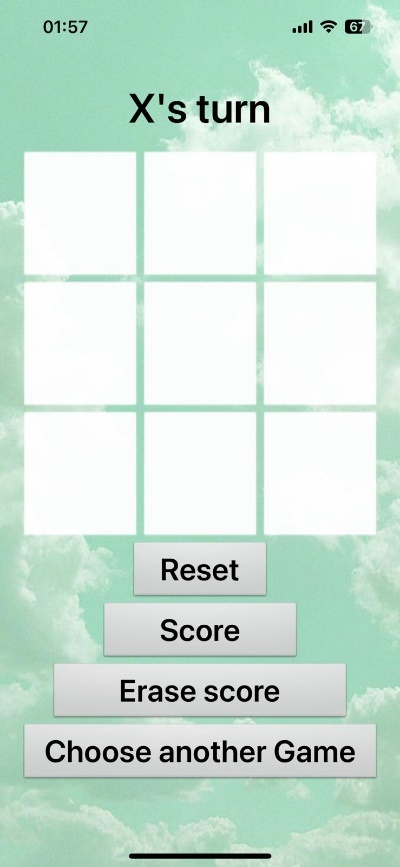 01:57
67
X's turn
Reset
Score
Erase score
Choose another Game